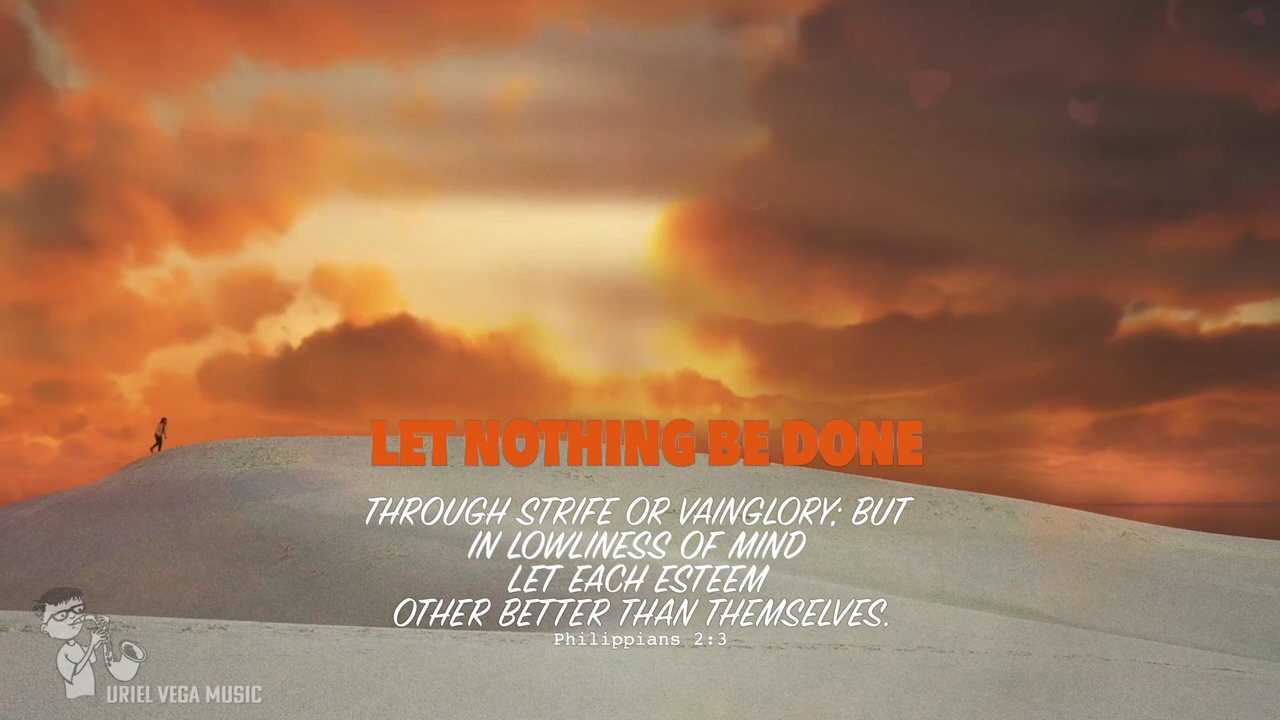 LET NOTHING BE DONE
THROUGH STRIFE OR VAINGLORY; BUT
IN LOWLINESS OF MIND
LET EACH ESTEEM
OTHER BETTER THAN THEMSELVES.
Philippians 2:3
URIEL VEGA MUSIC